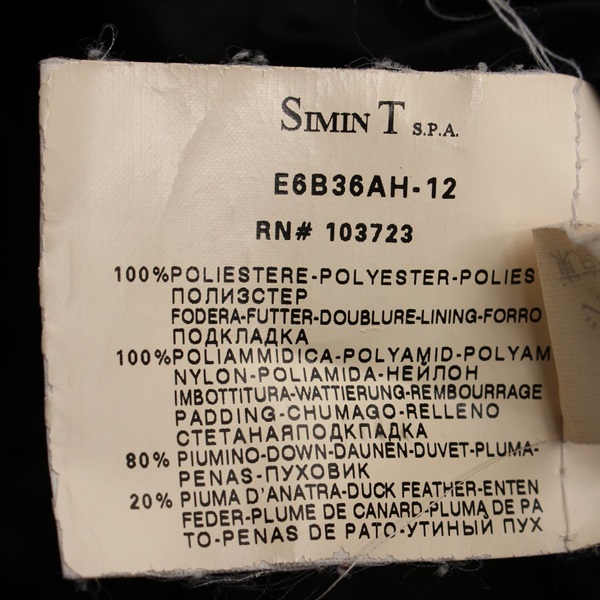 SIMIN T S.P.A.
E6B36AH-12
RN# 103723
100%POLIESTERE-POLYESTER-POLIES
ПОЛИЗСТЕР
FODERA-FUTTER-DOUBLURE-LINING-FORRO
ПОДКЛАДКА
100%POLIAMMIDICA-POLYAMID-POLYAM
NYLON-POLIAMIDA-НЕЙЛОН
IMBOTTITURA-WATTIERUNG-REMBOURRAGE
PADDING-CHUMAGO-RELLENO
СТЕТАНАЯПОДКПАДКА
80% PIUMINO-DOWN-DAUNEN-DUVET-PLUMA-
PENAS-ПУХОВИК
20% PIUMA D'ANATRA-DUCK FEATHER-ENTEN
FEDER-PLUME DE CANARD-PLUMA DE PA
TO-PENAS DE PATO-УТИНЫЙ ПУХ